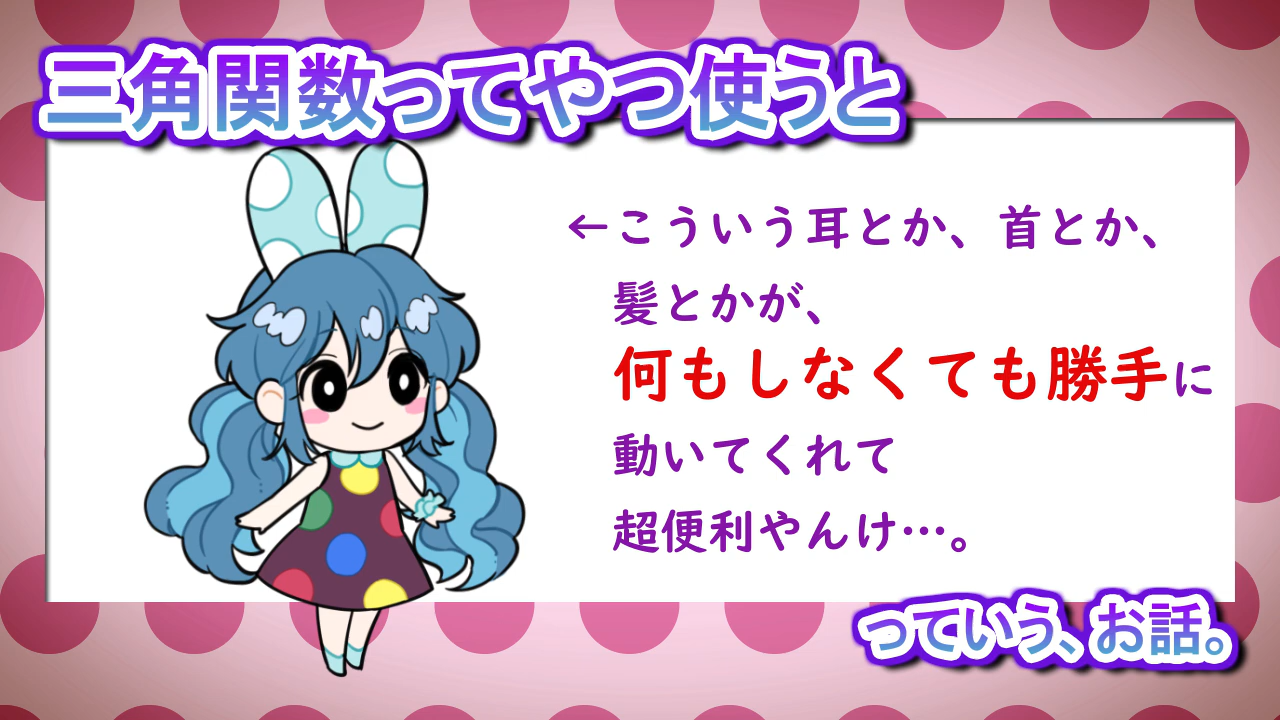 三角関数ってやつ使うと
←こういう耳とか、首とか、
髪とかが、
何もしなくても勝手に
動いてくれて
超便利やんけ…。
っていう、お話。